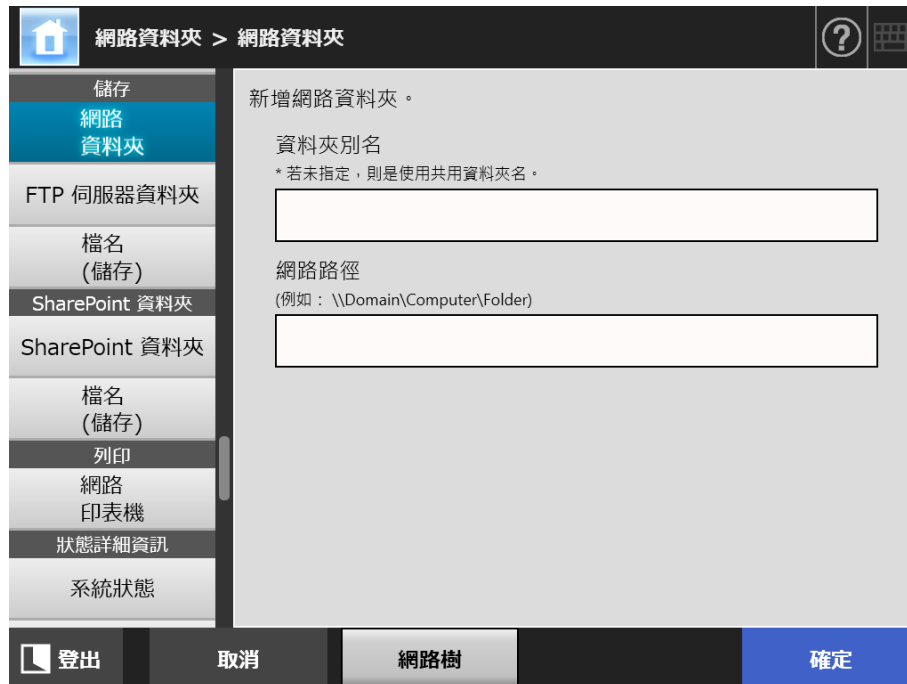 網路資料夾 > 網路資料夾
儲存
網路
資料夾
FTP 伺服器資料夾
檔名
(儲存)
SharePoint 資料夾
SharePoint 資料夾
檔名
(儲存)
列印
網路
印表機
狀態詳細資訊
系統狀態
新增網路資料夾。
資料夾別名
* 若未指定，則是使用共用資料夾名。
網路路徑
(例如： \\Domain\Computer\Folder)
登出
取消
網路樹
確定